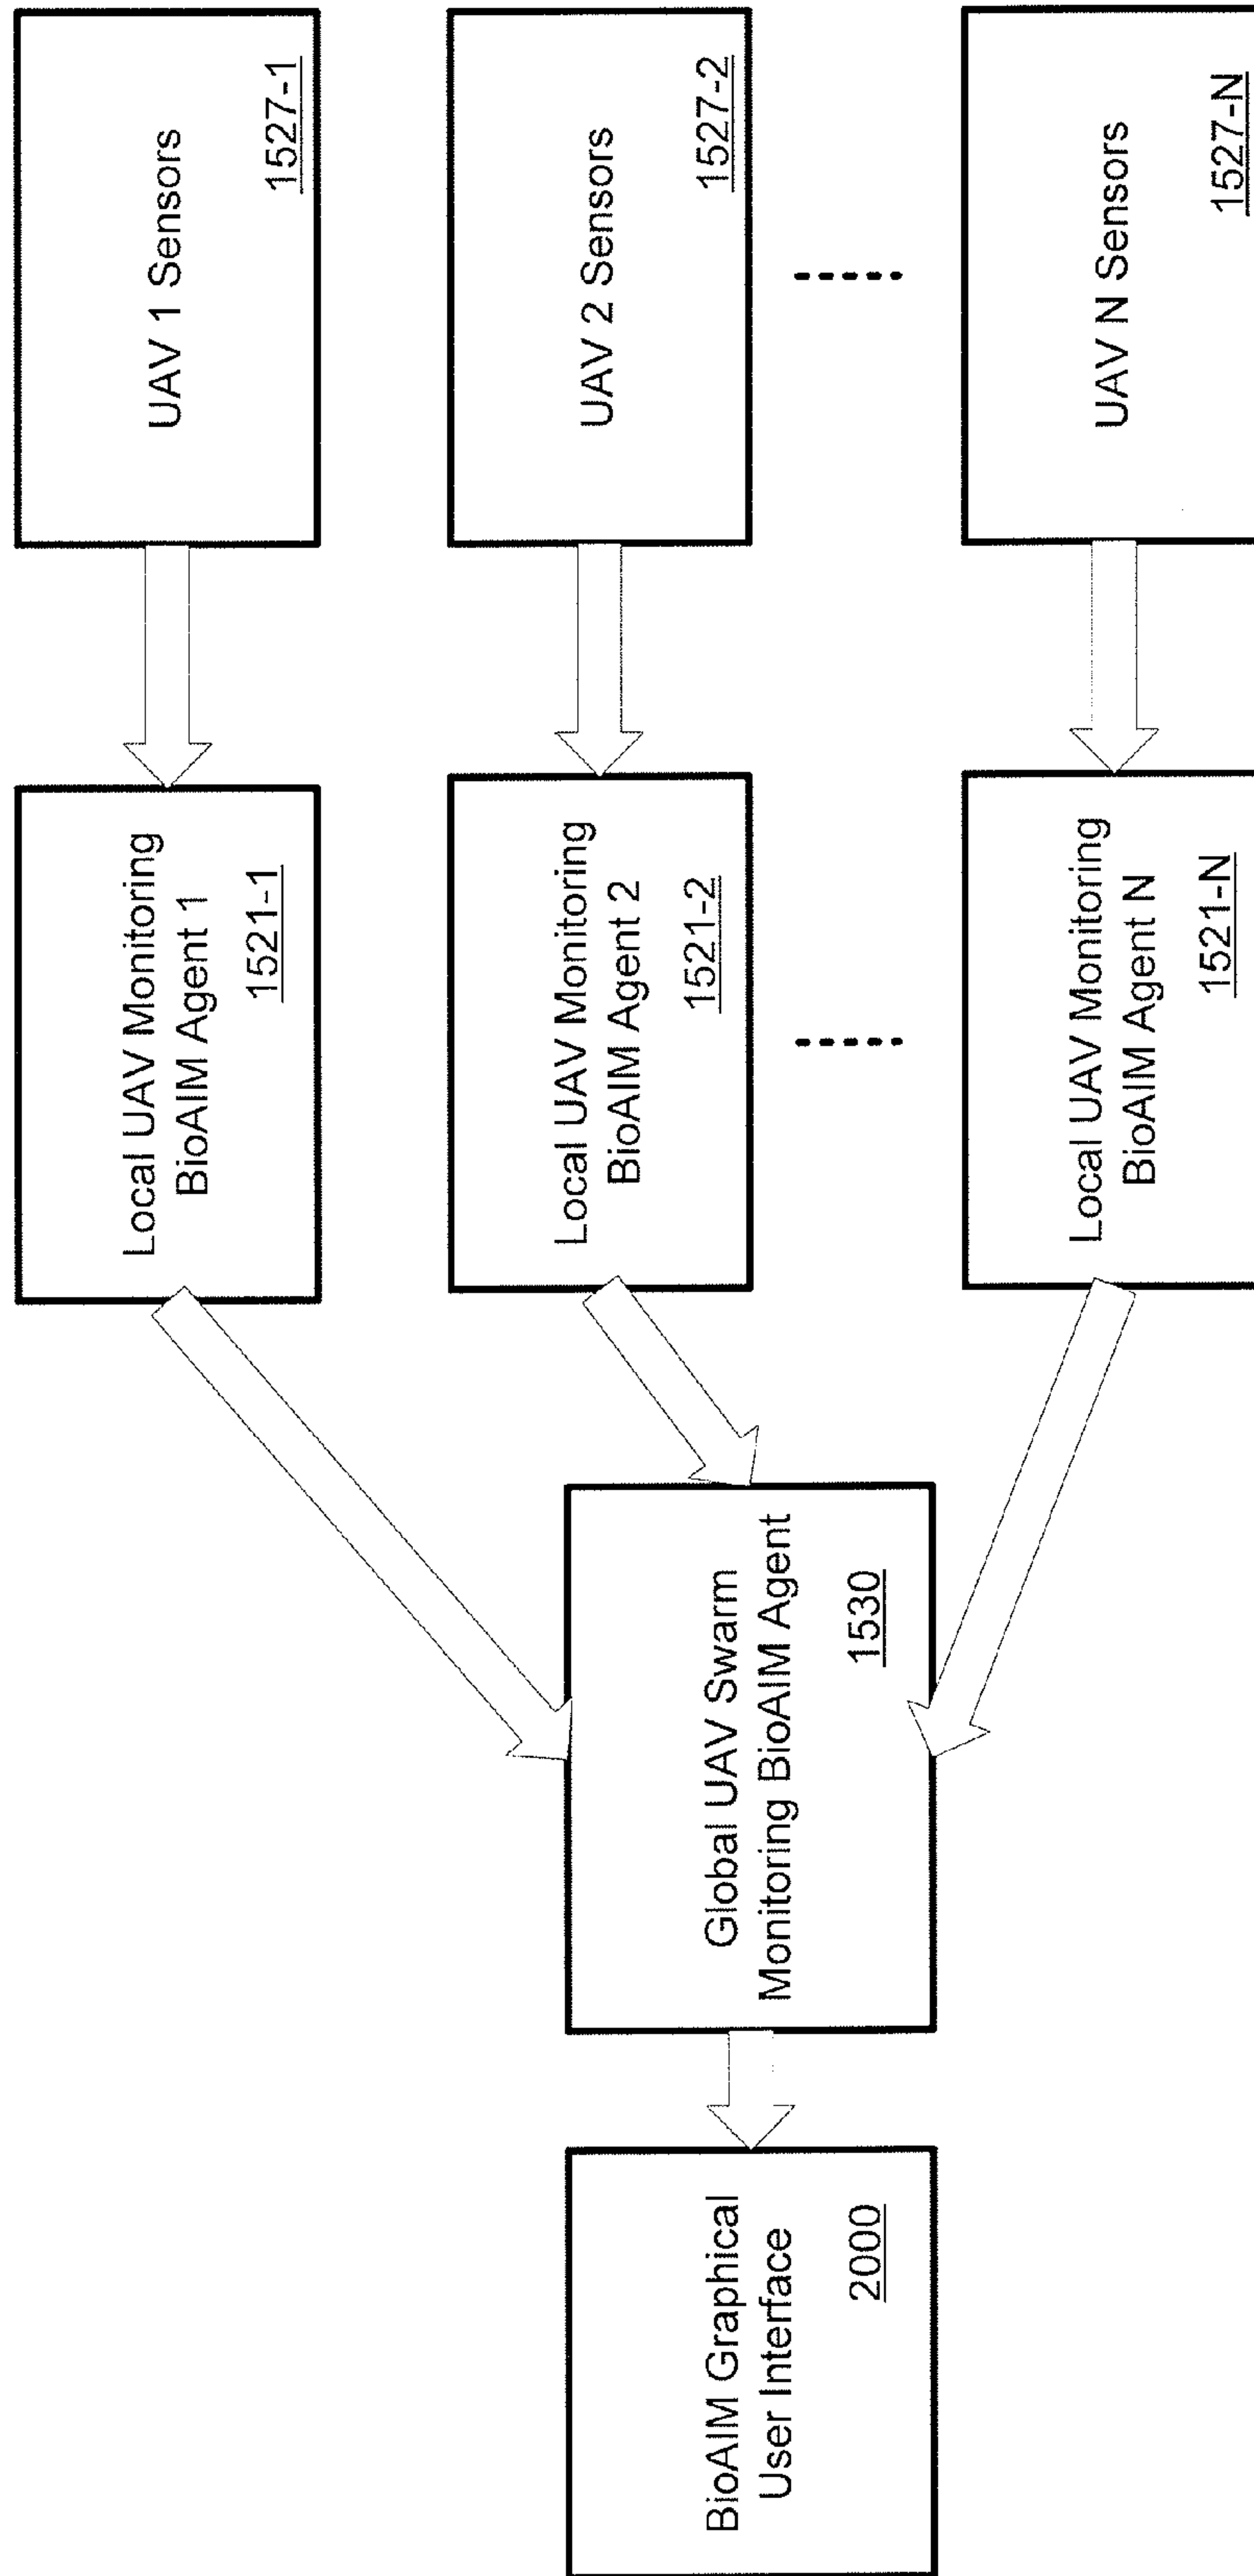 UAV 1 Sensors
1527-1
UAV 2 Sensors
1527-2
UAV N Sensors
1527-N
Local UAV Monitoring
BioAIM Agent 1
1521-1
Local UAV Monitoring
BioAIM Agent 2
1521-2
Local UAV Monitoring
BioAIM Agent N
1521-N
Global UAV Swarm
Monitoring BioAIM Agent
1530
BioAIM Graphical
User Interface
2000